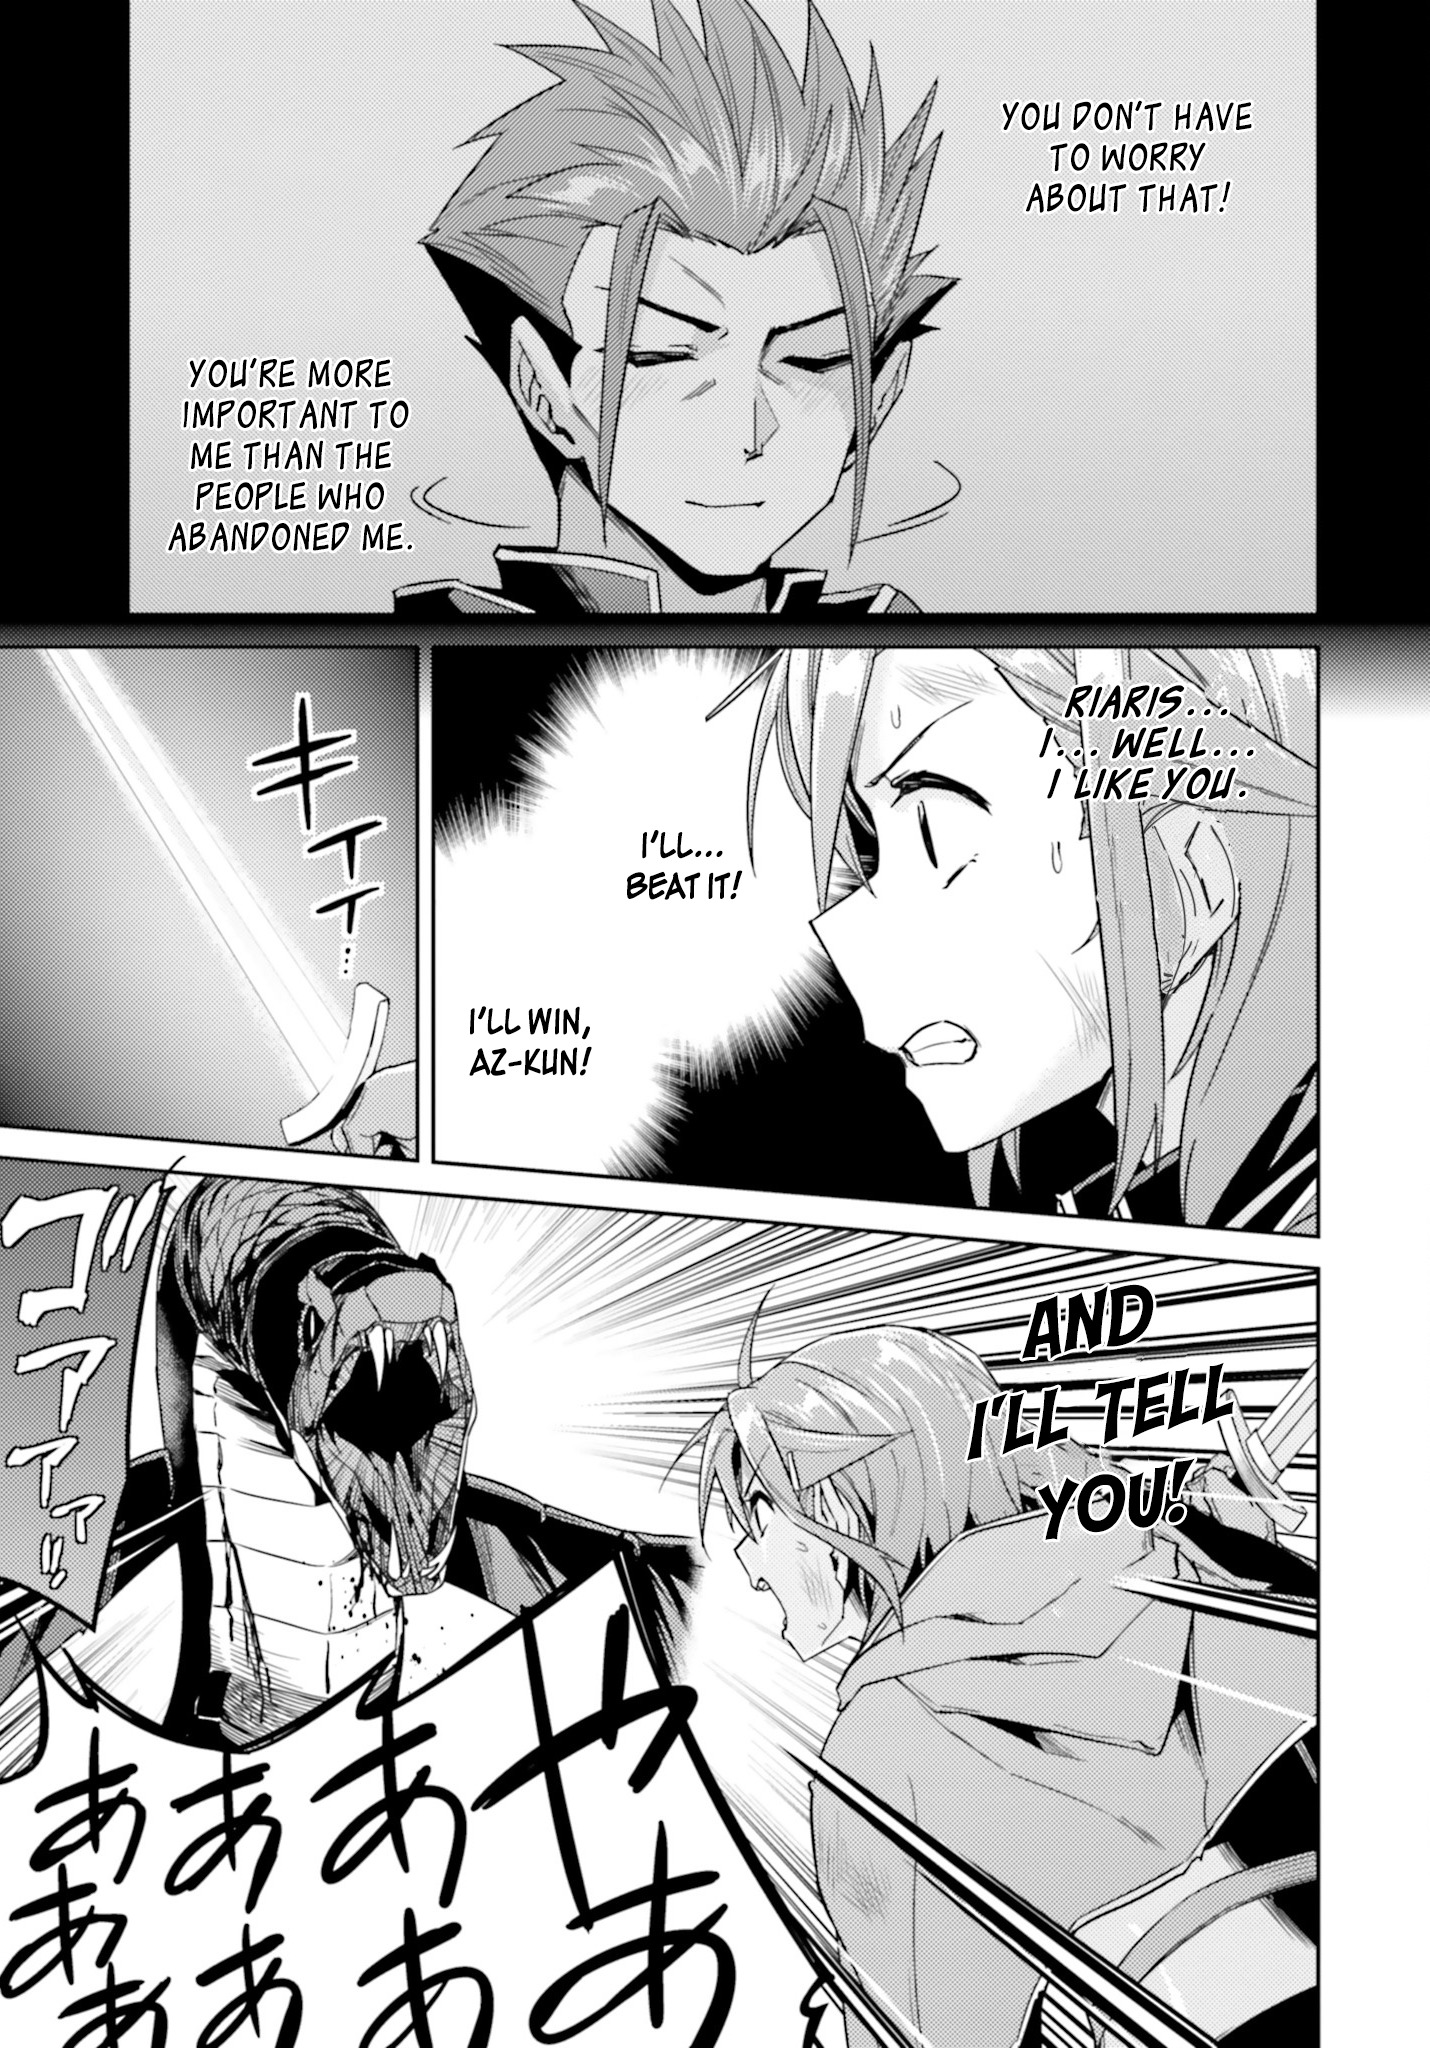 YOU DON'T HAVE
TO WORRY
ABOUT THAT!
YOU'RE MORE
IMPORTANT TO
ME THAN THE
PEOPLE WHO
ABANDONED ME.
RIARIS...
I... WELL...
I LIKE YOU.
I'LL...
BEAT IT!
I'LL WIN,
AZ-KUN!
キイイ…
AND
I'LL TELL
YOU!
ゴアアアア!!
やあああ
ああああ